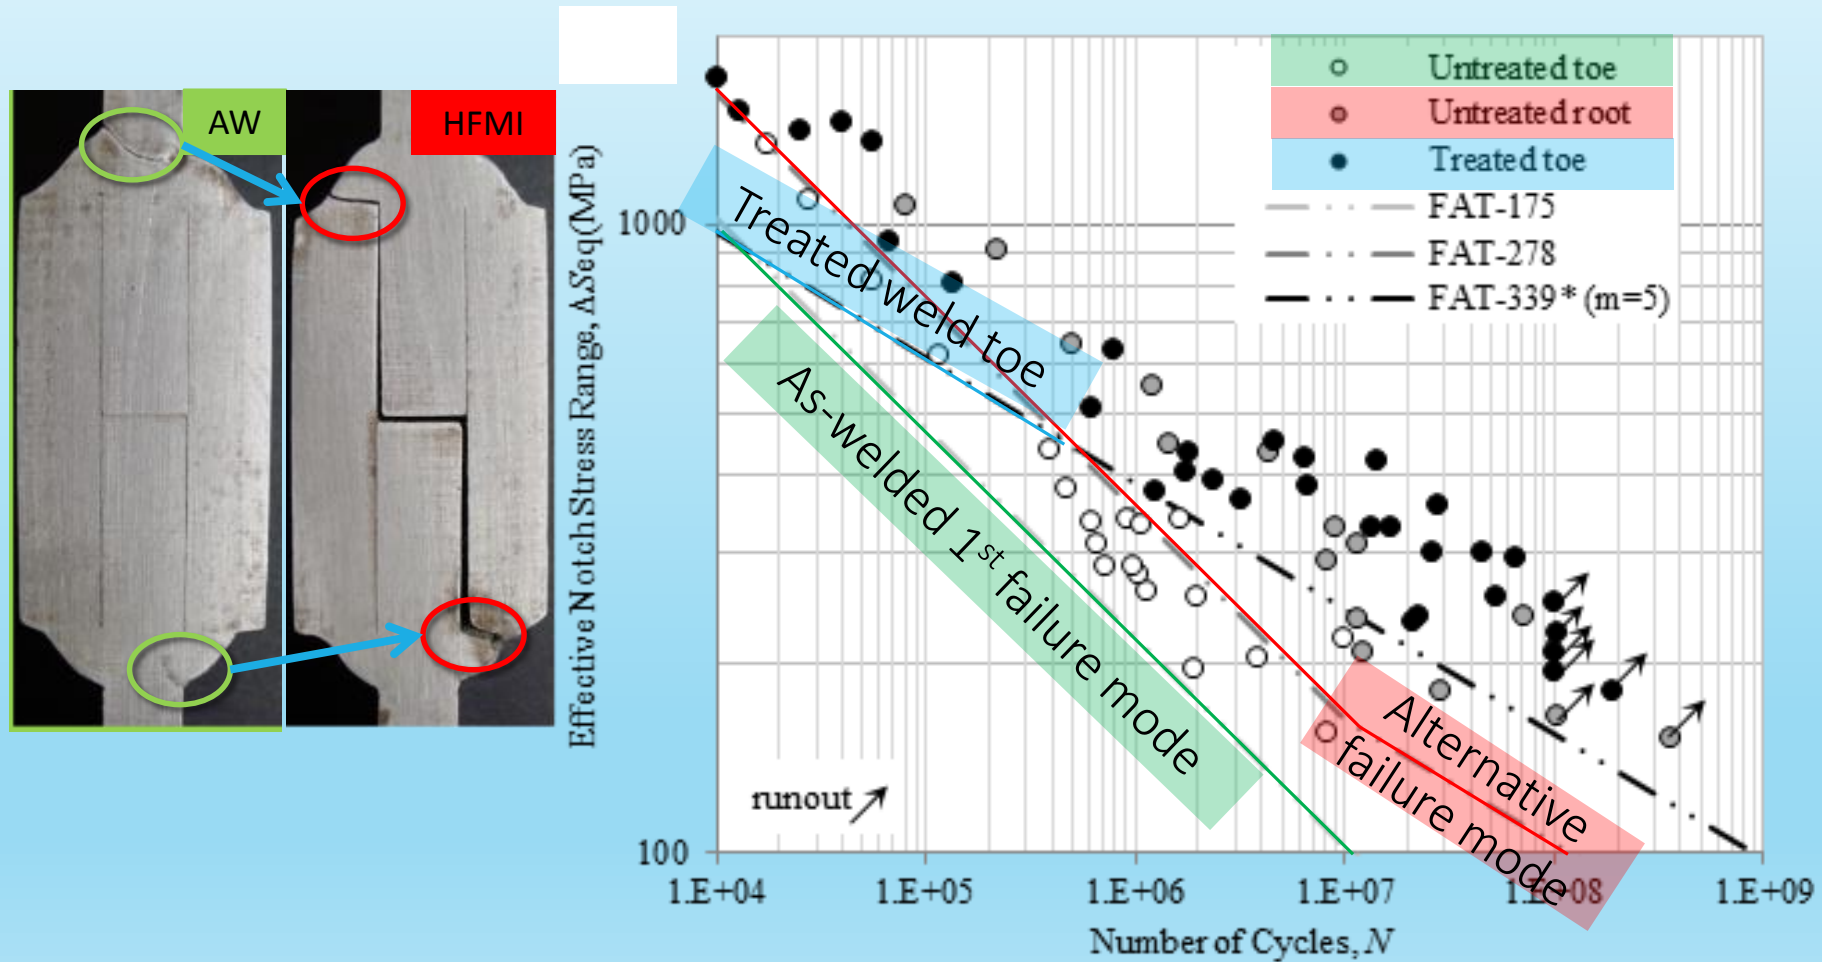 AW
HFMI
Effective Notch Stress Range, ΔSeq(MPa)
1000
100
Untreated toe
Untreated root
Treated toe
FAT-175
FAT-278
FAT-339* (m=5)
Treated weld toe
As-welded 1st failure mode
Alternative
failure mode
runout
1.E+04
1.E+05
1.E+06
1.E+07
1.E+08
1.E+09
Number of Cycles, N